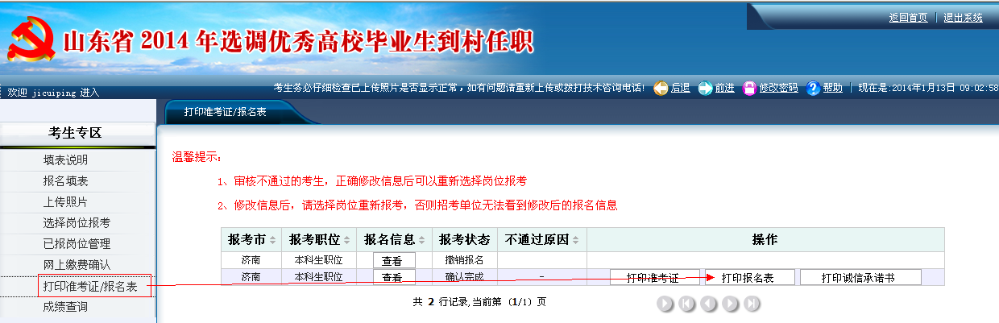 返回首页 | 退出系统
山东省 2014 年选调优秀高校毕业生到村任职
欢迎 jicuiping 进入
考生务必仔细检查已上传照片是否显示正常，如有问题请重新上传或拨打技术咨询电话! 后退 前进 修改密码 ? 帮助 | 现在是:2014年1月13日 09:02:58
打印准考证/报名表
考生专区
填表说明
报名填表
上传照片
选择岗位报考
已报岗位管理
网上缴费确认
打印准考证/报名表
成绩查询
温馨提示：
1、审核不通过的考生，正确修改信息后可以重新选择岗位报考
2、修改信息后，请选择岗位重新报考，否则招考单位无法看到修改后的报名信息
报考市 报考职位 报名信息 报考状态 不通过原因 操作
济南 本科生职位 查看 撤销报名
济南 本科生职位 查看 确认完成 - 打印准考证 打印报名表 打印诚信承诺书
共 2 行记录,当前第 (1/1) 页